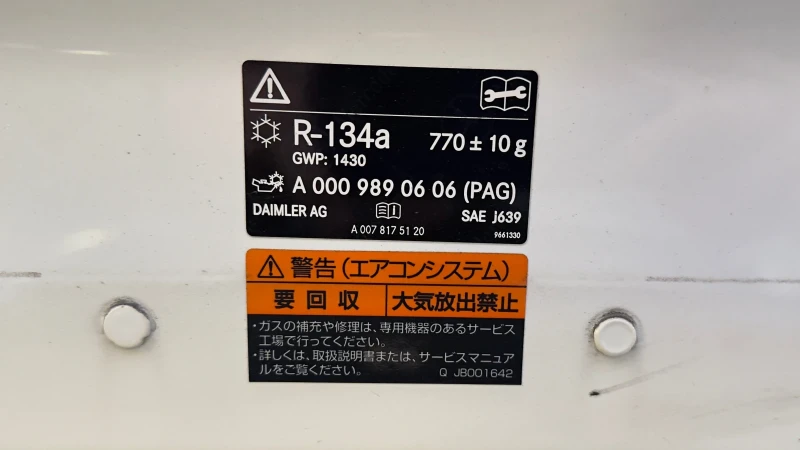 R-134a 770 ± 10 g
GWP: 1430
A 000 989 06 06 (PAG)
DAIMLER AG SAE J639
A 007 817 51 20 9661330
警告(エアコンシステム)
要回収 大気放出禁止
・ガスの補充や修理は、専用機器のあるサービス
工場で行ってください。
・詳しくは、取扱説明書または、サービスマニュア
ルをご覧ください。 Q JB001642